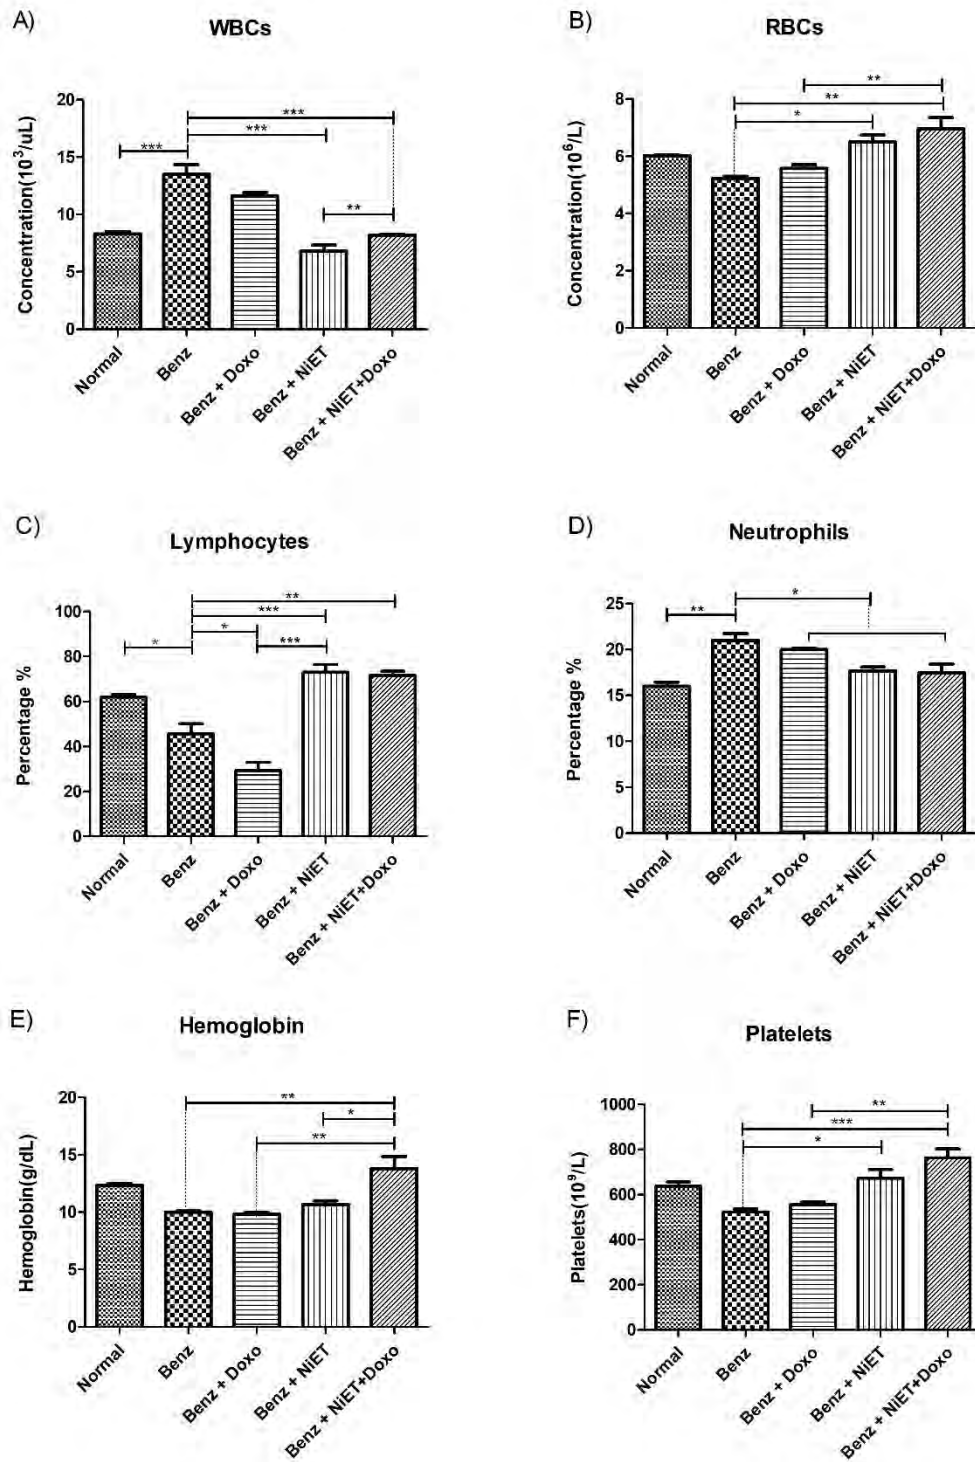 A)
WBCs
Concentration(10³/uL)
20
15
10
5
0
***
***
***
**
Normal
Benz
Benz + Doxo
Benz + NiET
Benz + NiET+Doxo
B)
RBCs
Concentration(10⁶/L)
8
6
4
2
0
**
**
*
Normal
Benz
Benz + Doxo
Benz + NiET
Benz + NiET+Doxo
C)
Lymphocytes
Percentage %
100
80
60
40
20
0
**
***
*
***
*
Normal
Benz
Benz + Doxo
Benz + NiET
Benz + NiET+Doxo
D)
Neutrophils
Percentage %
25
20
15
10
5
0
*
**
Normal
Benz
Benz + Doxo
Benz + NiET
Benz + NiET+Doxo
E)
Hemoglobin
Hemoglobin(g/dL)
20
15
10
5
0
**
*
**
Normal
Benz
Benz + Doxo
Benz + NiET
Benz + NiET+Doxo
F)
Platelets
Platelets(10⁹/L)
1000
800
600
400
200
0
**
***
*
Normal
Benz
Benz + Doxo
Benz + NiET
Benz + NiET+Doxo